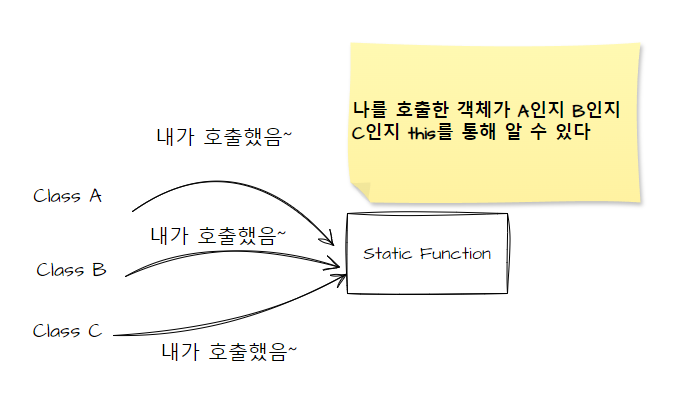 나를 호출한 객체가 A인지 B인지
C인지 this를 통해 알 수 있다
내가 호출했음~
Class A
내가 호출했음~
Static Function
Class B
Class C
내가 호출했음~